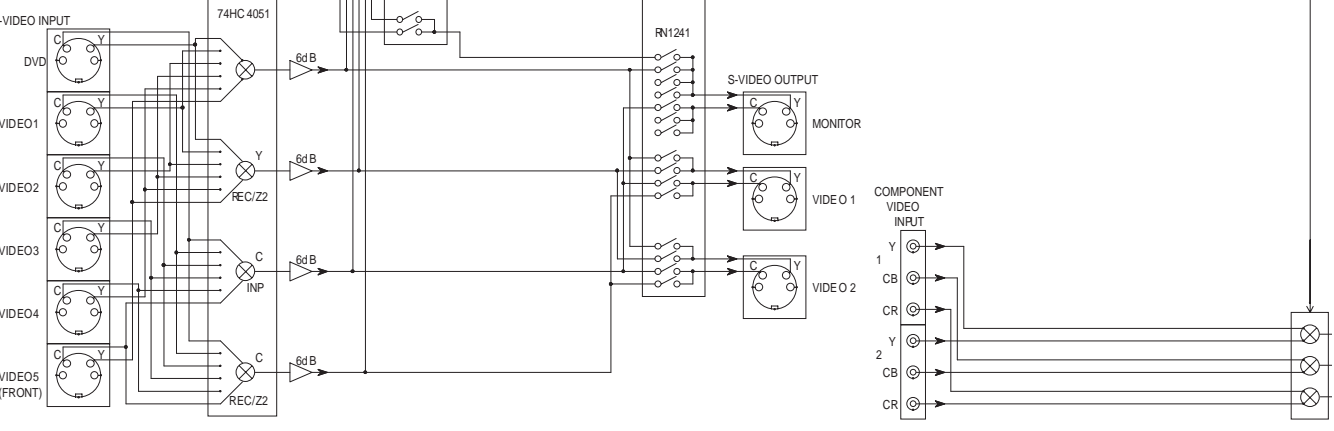 -VIDEO INPUT
C Y
DVD
C Y
VIDEO1
C Y
VIDEO2
C Y
VIDEO3
C Y
VIDEO4
C Y
VIDEO5
(FRONT)
74HC 4051
6dB
Y
REC/Z2
6dB
C
INP
6dB
C
REC/Z2
6dB
RN1241
S-VIDEO OUTPUT
C Y
MONITOR
C Y
VIDEO 1
C Y
VIDEO 2
COMPONENT
VIDEO
INPUT
Y
1
CB
CR
Y
2
CB
CR